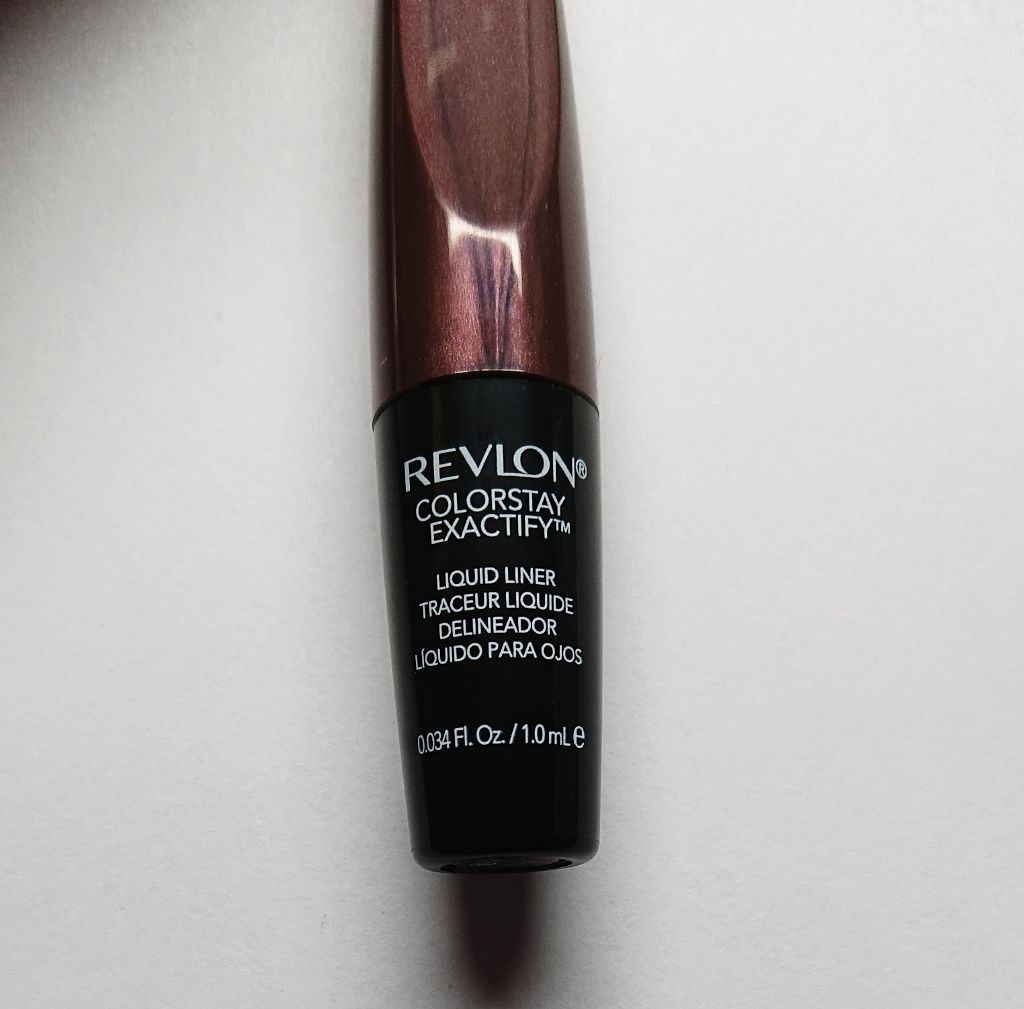 REVLON®
COLORSTAY
EXACTIFY™
LIQUID LINER
TRACEUR LIQUIDE
DELINEADOR
LÍQUIDO PARA OJOS
0.034 Fl. Oz. / 1.0 mL ℮